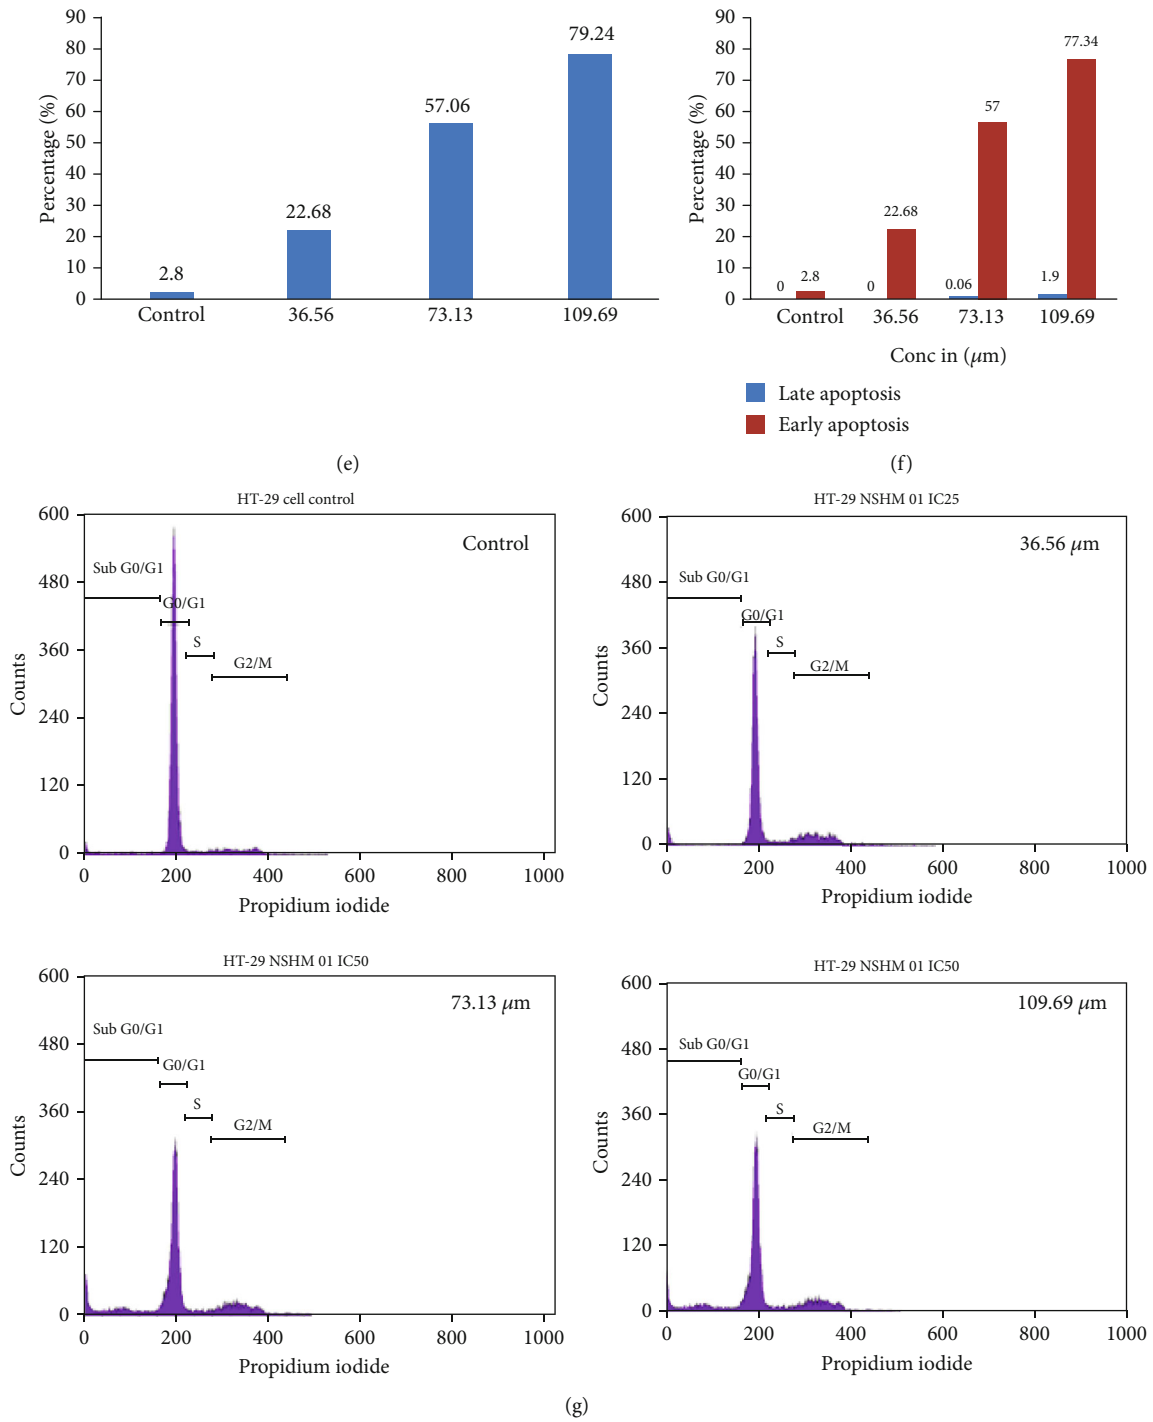 90
80
70
60
50
40
30
20
10
0
Percentage (%)
2.8
22.68
57.06
79.24
Control 36.56 73.13 109.69
(e)
90
80
70
60
50
40
30
20
10
0
Percentage (%)
0 2.8
0 22.68
0.06 57
1.9 77.34
Control 36.56 73.13 109.69
Conc in (μm)
Late apoptosis
Early apoptosis
(f)
HT-29 cell control
Control
600
480
360
240
120
0
Counts
Sub G0/G1
G0/G1
S
G2/M
0 200 400 600 800 1000
Propidium iodide
HT-29 NSHM 01 IC25
36.56 μm
600
480
360
240
120
0
Counts
Sub G0/G1
G0/G1
S
G2/M
0 200 400 600 800 1000
Propidium iodide
HT-29 NSHM 01 IC50
73.13 μm
600
480
360
240
120
0
Counts
Sub G0/G1
G0/G1
S
G2/M
0 200 400 600 800 1000
Propidium iodide
HT-29 NSHM 01 IC50
109.69 μm
600
480
360
240
120
0
Counts
Sub G0/G1
G0/G1
S
G2/M
0 200 400 600 800 1000
Propidium iodide
(g)